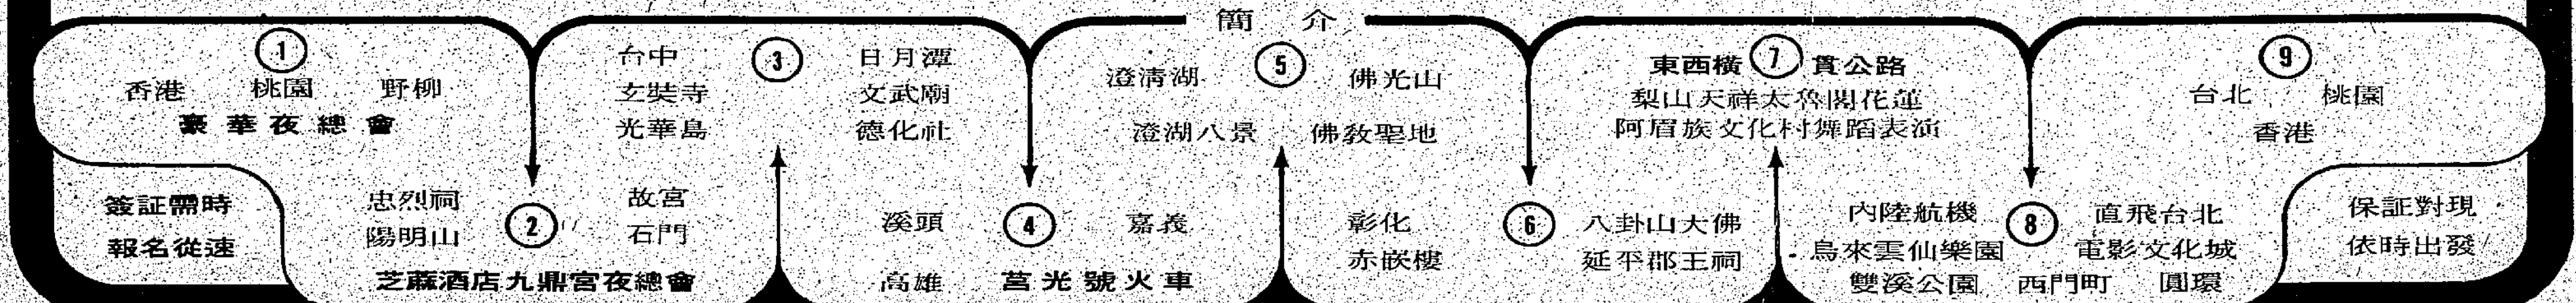 簡 介
①
香港 桃園 野柳
豪華夜總會
簽証需時
報名從速
②
忠烈祠 故宮
陽明山 石門
芝蔴酒店九鼎宮夜總會
③
台中 日月潭
玄裝寺 文武廟
光華島 德化社
④
溪頭 嘉義
高雄 莒光號火車
⑤
澄清湖 佛光山
澄湖八景 佛教聖地
⑥
彰化 八卦山大佛
赤嵌樓 延平郡王祠
⑦
東西橫貫公路
梨山天祥太魯閣花蓮
阿眉族文化村舞蹈表演
⑧
內陸航機 直飛台北
烏來雲仙樂園 電影文化城
雙溪公園 西門町 圓環
⑨
台北 桃園
香港
保証對現
依時出發